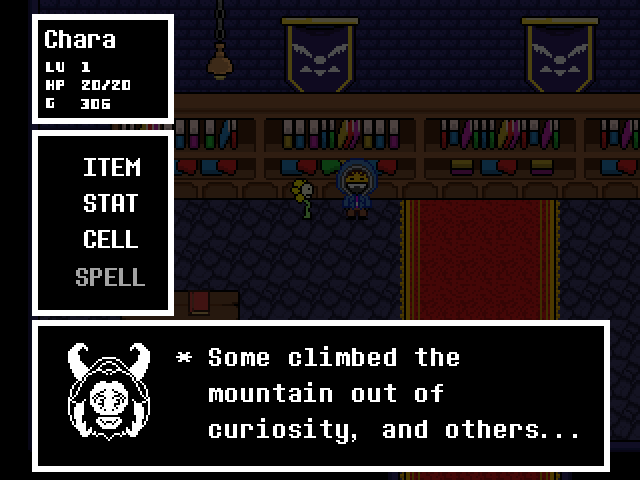 Chara
LV 1
HP 20/20
G 306
ITEM
STAT
CELL
SPELL
* Some climbed the
mountain out of
curiosity, and others...